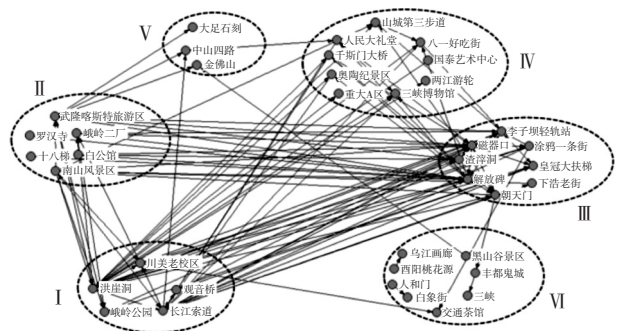 V
大足石刻
中山四路
金佛山
山城第三步道
人民大礼堂
千斯门大桥
八一好吃街
国泰艺术中心
奥陶纪景区
两江游轮
重大A区
三峡博物馆
IV
II
武隆喀斯特旅游区
罗汉寺
峨岭二厂
十八梯
白公馆
南山风景区
李子坝轻轨站
磁器口
涂鸦一条街
渣滓洞
皇冠大扶梯
解放碑
下浩老街
朝天门
III
I
川美老校区
洪崖洞
观音桥
峨岭公园
长江索道
乌江画廊
黑山谷景区
酉阳桃花源
丰都鬼城
人和门
白象街
三峡
交通茶馆
VI